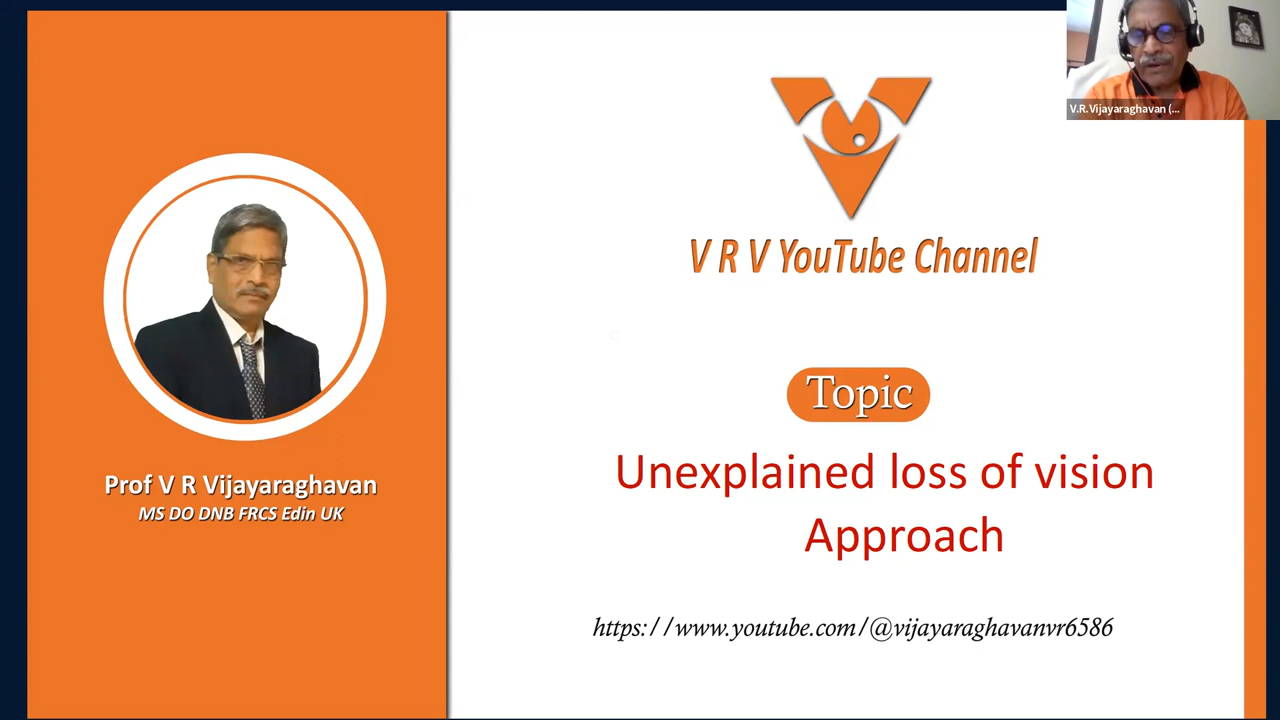 V.R.Vijayaraghavan (...
V R V YouTube Channel
Topic
Unexplained loss of vision
Approach
Prof V R Vijayaraghavan
MS DO DNB FRCS Edin UK
https://www.youtube.com/@vijayaraghavanvr6586